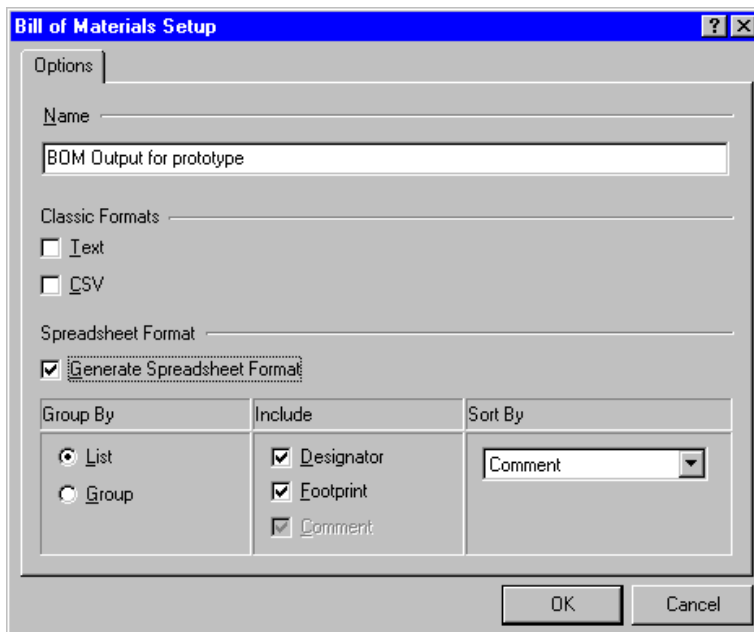 Bill of Materials Setup
Options
Name
BOM Output for prototype
Classic Formats
Text
CSV
Spreadsheet Format
Generate Spreadsheet Format
Group By Include Sort By
List Designator Comment
Group Footprint
Comment
OK Cancel